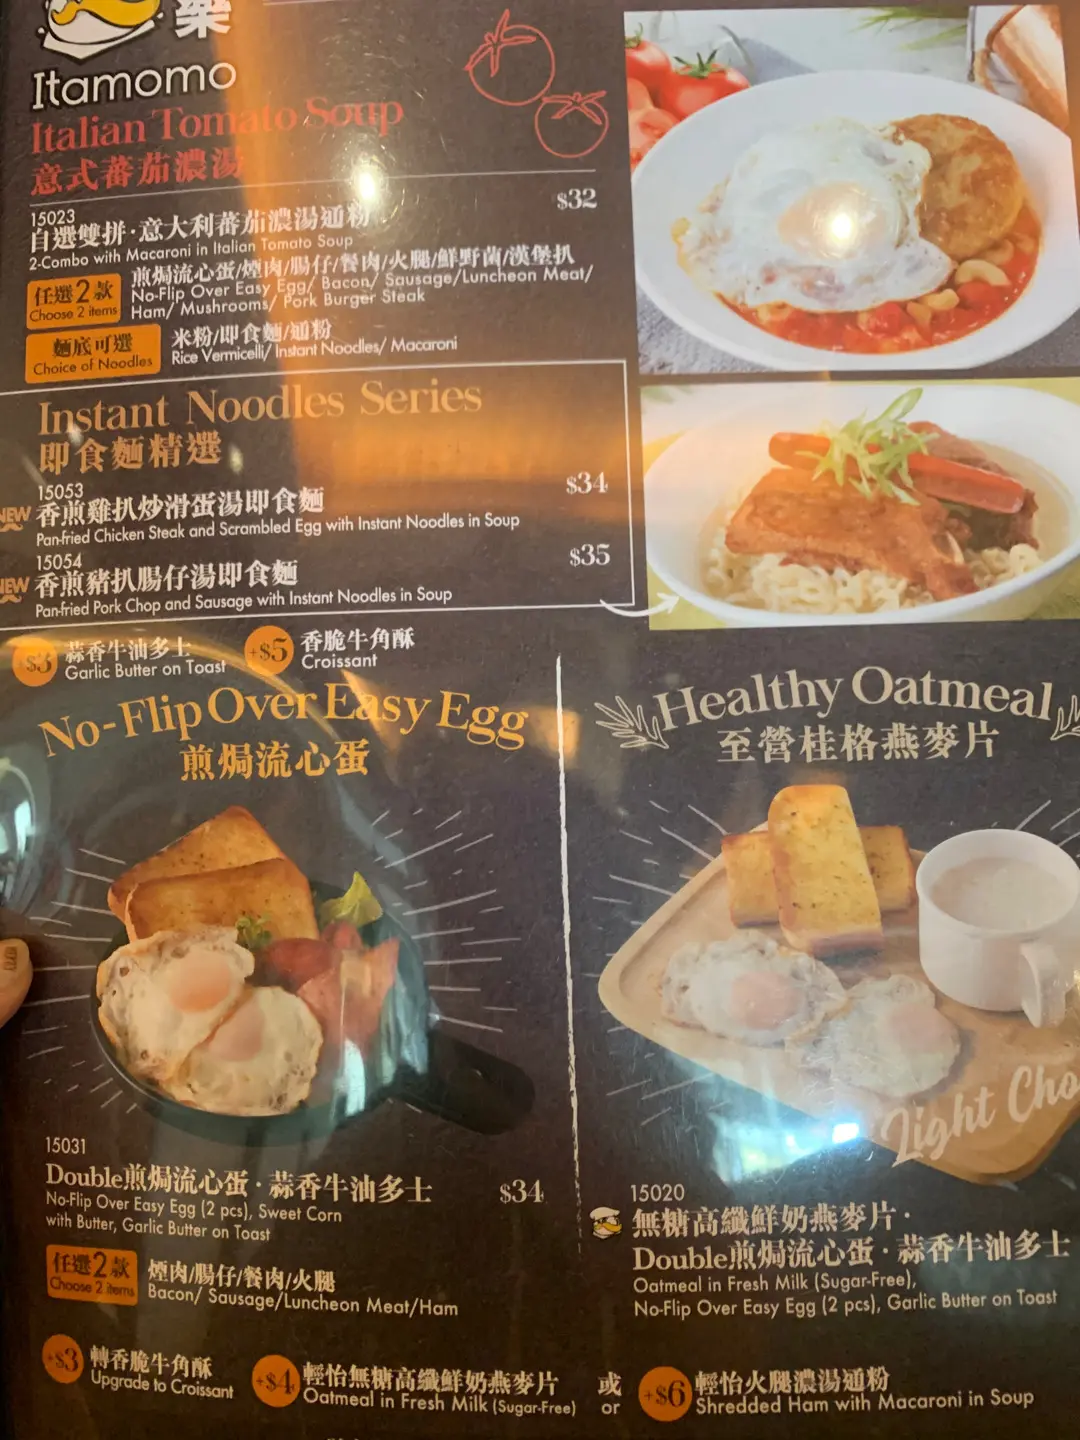 樂
Itamomo
Italian Tomato Soup
意式蕃茄濃湯
15023
自選雙拼·意大利蕃茄濃湯通粉
$32
2-Combo with Macaroni in Italian Tomato Soup
任選2款
Choose 2 items
煎焗流心蛋/煙肉/腸仔/餐肉/火腿/鮮野菌/漢堡扒
No-Flip Over Easy Egg/ Bacon/ Sausage/Luncheon Meat/
Ham/ Mushrooms/ Pork Burger Steak
麵底可選
Choice of Noodles
米粉/即食麵/通粉
Rice Vermicelli/ Instant Noodles/ Macaroni
Instant Noodles Series
即食麵精選
15053
NEW 香煎雞扒炒滑蛋湯即食麵
$34
Pan-fried Chicken Steak and Scrambled Egg with Instant Noodles in Soup
15054
NEW 香煎豬扒腸仔湯即食麵
$35
Pan-fried Pork Chop and Sausage with Instant Noodles in Soup
+$3 蒜香牛油多士
Garlic Butter on Toast
+$5 香脆牛角酥
Croissant
No-Flip Over Easy Egg
煎焗流心蛋
Healthy Oatmeal
至營桂格燕麥片
Light Cho
15031
Double煎焗流心蛋·蒜香牛油多士
$34
No-Flip Over Easy Egg (2 pcs), Sweet Corn
with Butter, Garlic Butter on Toast
任選2款
Choose 2 items
煙肉/腸仔/餐肉/火腿
Bacon/ Sausage/Luncheon Meat/Ham
15020
無糖高纖鮮奶燕麥片·
Double煎焗流心蛋·蒜香牛油多士
Oatmeal in Fresh Milk (Sugar-Free),
No-Flip Over Easy Egg (2 pcs), Garlic Butter on Toast
+$3 轉香脆牛角酥
Upgrade to Croissant
+$4 輕怡無糖高纖鮮奶燕麥片
Oatmeal in Fresh Milk (Sugar-Free)
或
or
+$6 輕怡火腿濃湯通粉
Shredded Ham with Macaroni in Soup